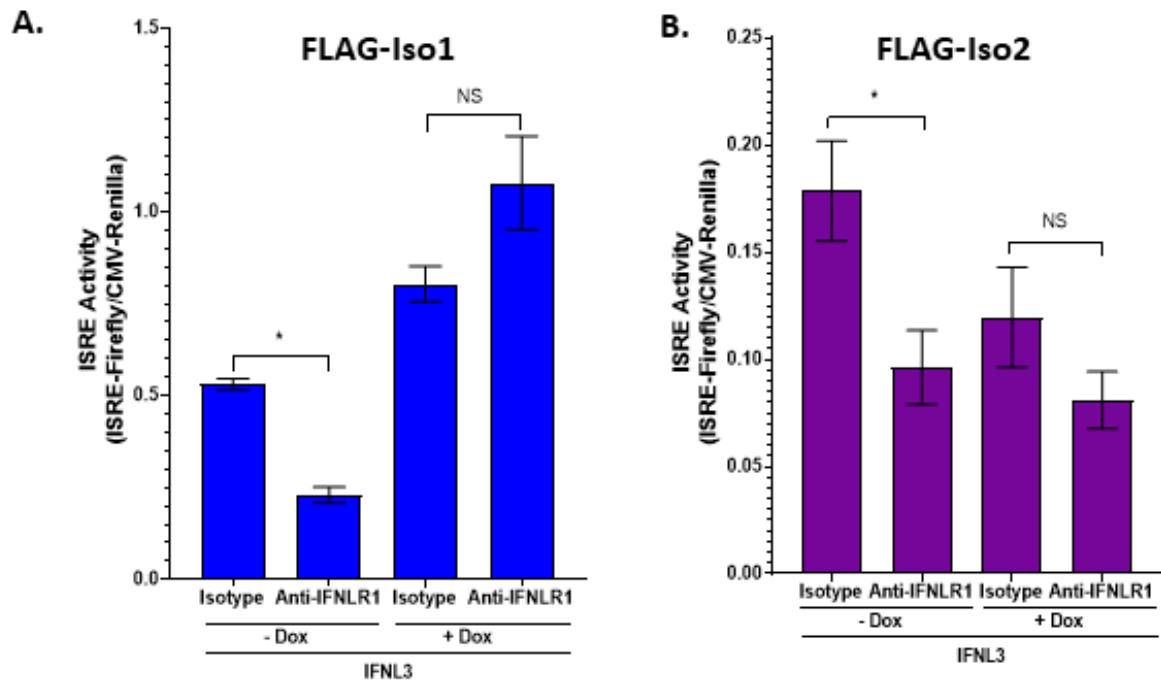 A.
FLAG-Iso1
ISRE Activity
(ISRE-Firefly/CMV-Renilla)
1.5
1.0
0.5
0.0
*
NS
Isotype Anti-IFNLR1 Isotype Anti-IFNLR1
- Dox + Dox
IFNL3
B.
FLAG-Iso2
ISRE Activity
(ISRE-Firefly/CMV-Renilla)
0.25
0.20
0.15
0.10
0.05
0.00
*
NS
Isotype Anti-IFNLR1 Isotype Anti-IFNLR1
- Dox + Dox
IFNL3